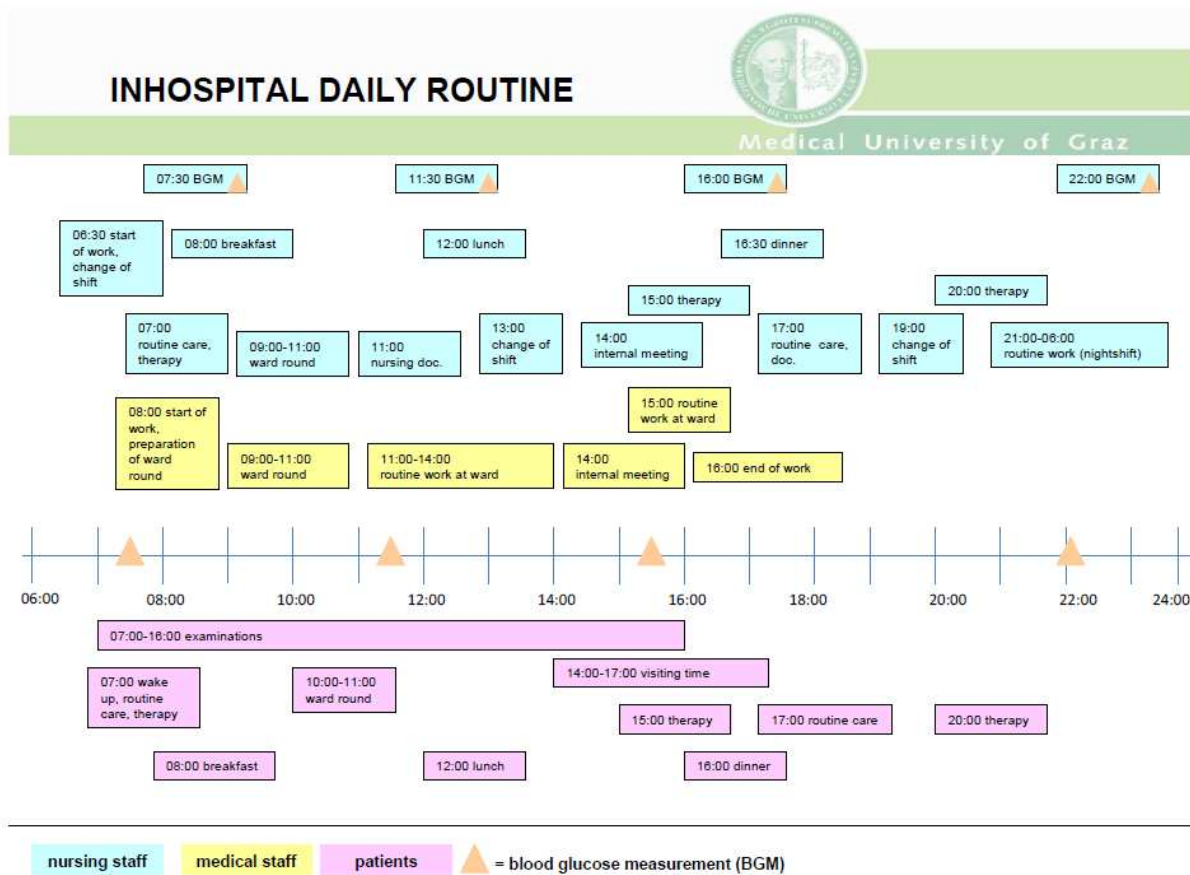 INHOSPITAL DAILY ROUTINE
Medical University of Graz
07:30 BGM
11:30 BGM
16:00 BGM
22:00 BGM
06:30 start
of work,
change of
shift
08:00 breakfast
12:00 lunch
16:30 dinner
15:00 therapy
20:00 therapy
07:00
routine care,
therapy
09:00-11:00
ward round
11:00
nursing doc.
13:00
change of
shift
14:00
internal meeting
17:00
routine care,
doc.
19:00
change of
shift
21:00-06:00
routine work (nightshift)
08:00 start of
work,
preparation
of ward
round
09:00-11:00
ward round
11:00-14:00
routine work at ward
14:00
internal meeting
15:00 routine
work at ward
16:00 end of work
06:00
08:00
10:00
12:00
14:00
16:00
18:00
20:00
22:00
24:00
07:00-16:00 examinations
07:00 wake
up, routine
care, therapy
10:00-11:00
ward round
14:00-17:00 visiting time
15:00 therapy
17:00 routine care
20:00 therapy
08:00 breakfast
12:00 lunch
16:00 dinner
nursing staff
medical staff
patients
= blood glucose measurement (BGM)